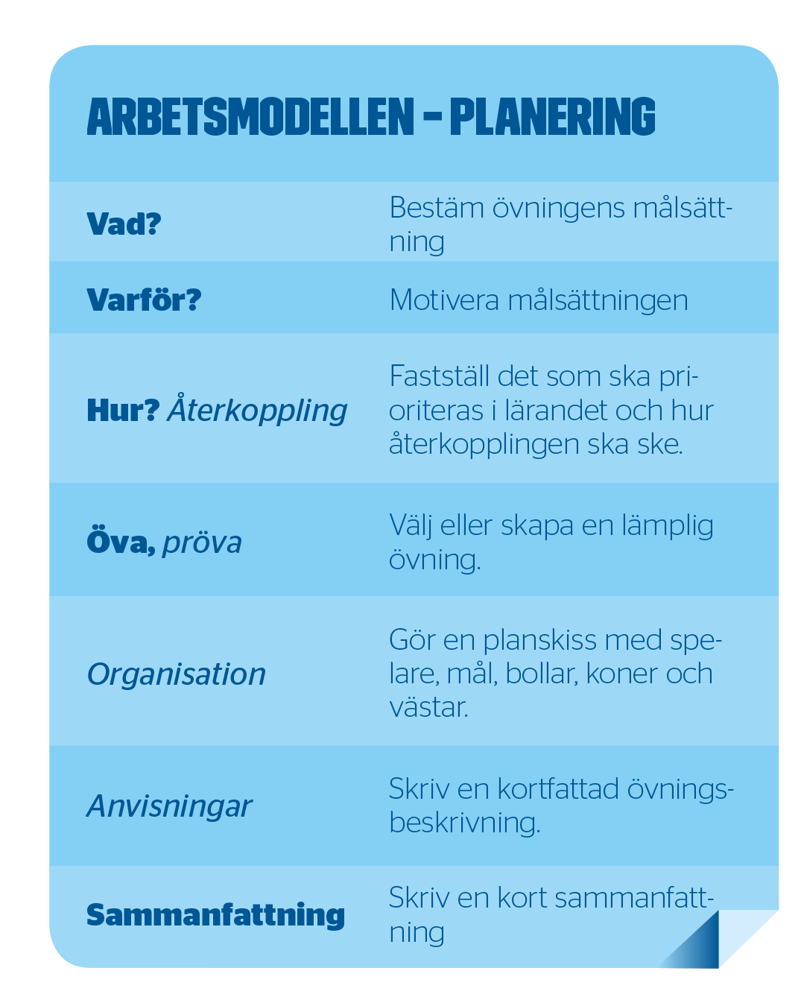 ARBETSMODELLEN – PLANERING
Vad?
Bestäm övningens målsätt-
ning
Varför?
Motivera målsättningen
Hur? Återkoppling
Fastställ det som ska pri-
oriteras i lärandet och hur
återkopplingen ska ske.
Öva, pröva
Välj eller skapa en lämplig
övning.
Organisation
Gör en planskiss med spe-
lare, mål, bollar, koner och
västar.
Anvisningar
Skriv en kortfattad övnings-
beskrivning.
Sammanfattning
Skriv en kort sammanfatt-
ning